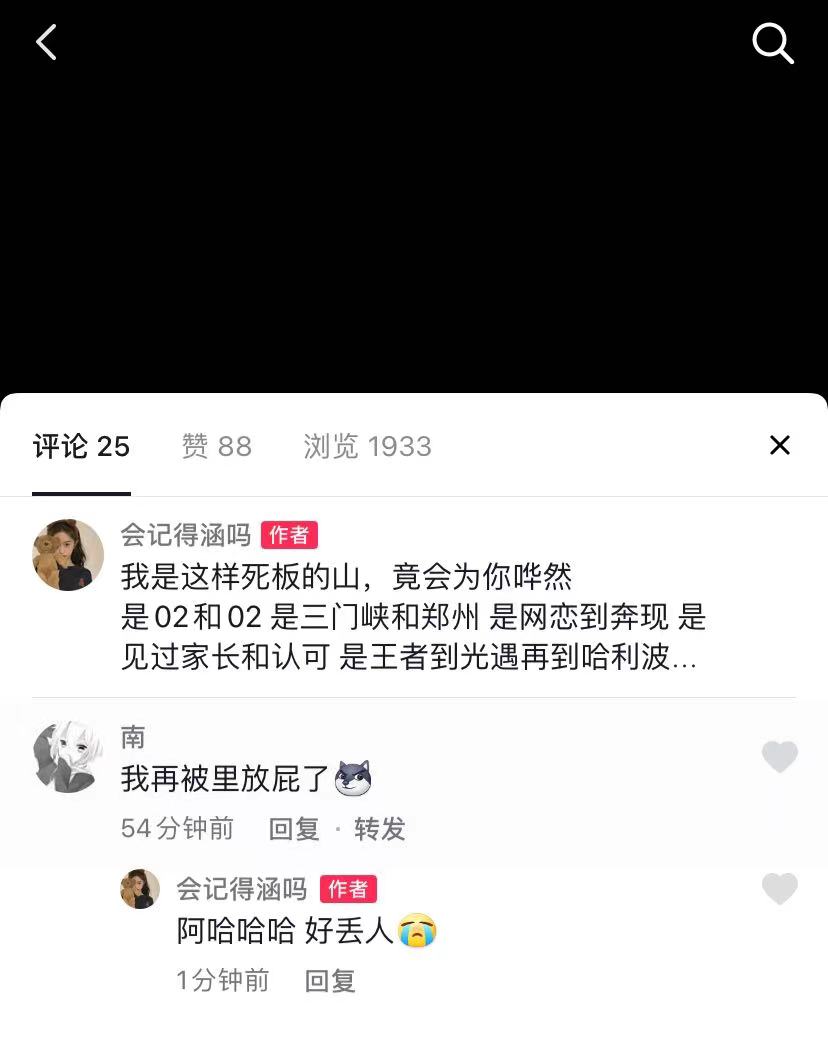 评论 25 赞 88 浏览 1933
会记得涵吗 作者
我是这样死板的山，竟会为你哗然
是02和02 是三门峡和郑州 是网恋到奔现 是
见过家长和认可 是王者到光遇再到哈利波...
南
我再被里放屁了
54分钟前 回复 · 转发
会记得涵吗 作者
阿哈哈哈 好丢人
1分钟前 回复